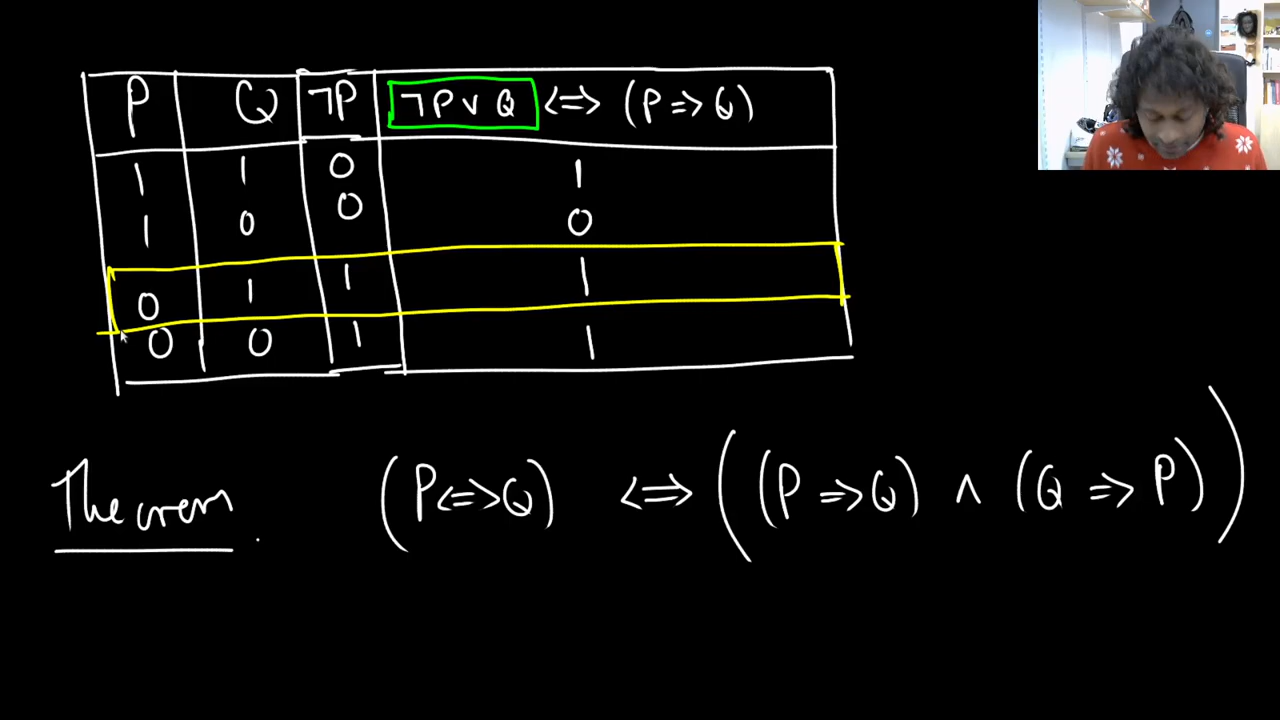 P Q ¬P ¬P ∨ Q <=> (P => Q)
1 1 0 1
1 0 0 0
0 1 1 1
0 0 1 1
Theorem. (P <=> Q) <=> ((P => Q) ∧ (Q => P))